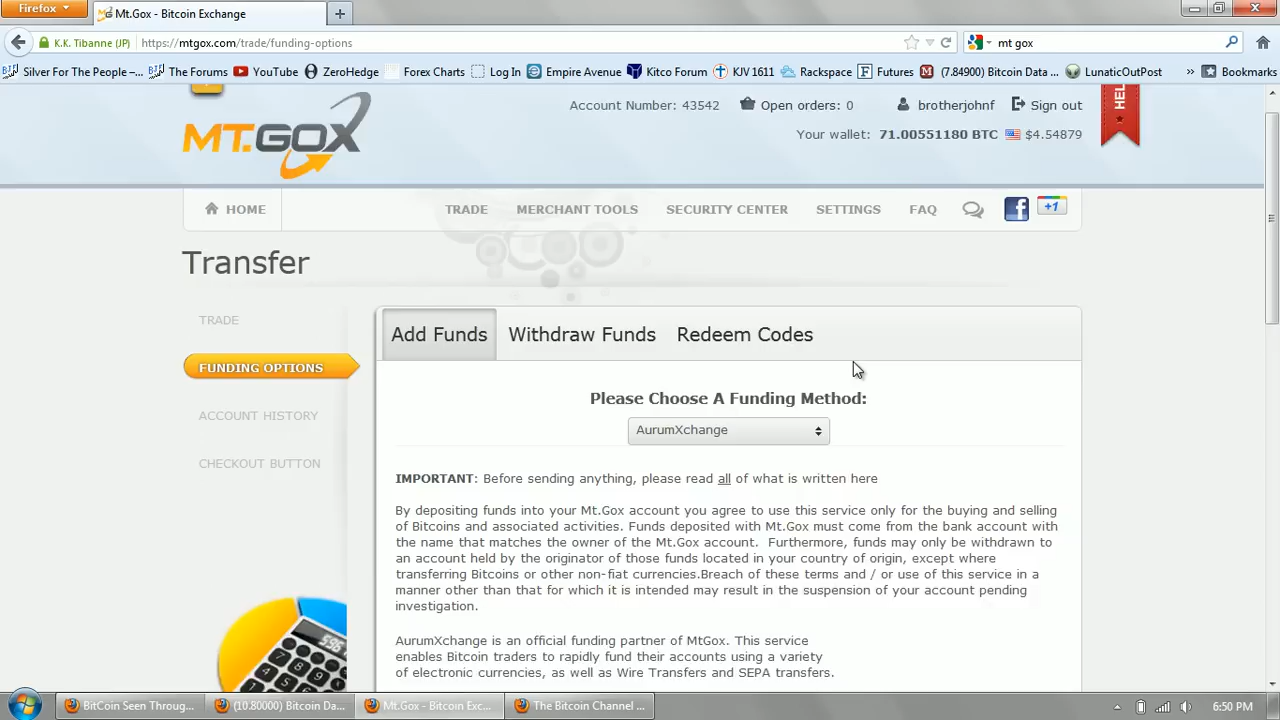 Firefox
Mt.Gox - Bitcoin Exchange
K.K. Tibanne (JP)
https://mtgox.com/trade/funding-options
mt gox
Silver For The People –...
The Forums
YouTube
ZeroHedge
Forex Charts
Log In
Empire Avenue
Kitco Forum
KJV 1611
Rackspace
Futures
(7.84900) Bitcoin Data ...
LunaticOutPost
»
Bookmarks
MT.GOX
Account Number: 43542
Open orders: 0
brotherjohnf
Sign out
HEL
Your wallet: 71.00551180 BTC
$4.54879
HOME
TRADE
MERCHANT TOOLS
SECURITY CENTER
SETTINGS
FAQ
+1
Transfer
TRADE
FUNDING OPTIONS
ACCOUNT HISTORY
CHECKOUT BUTTON
Add Funds
Withdraw Funds
Redeem Codes
Please Choose A Funding Method:
AurumXchange
IMPORTANT: Before sending anything, please read all of what is written here
By depositing funds into your Mt.Gox account you agree to use this service only for the buying and selling
of Bitcoins and associated activities. Funds deposited with Mt.Gox must come from the bank account with
the name that matches the owner of the Mt.Gox account.  Furthermore, funds may only be withdrawn to
an account held by the originator of those funds located in your country of origin, except where
transferring Bitcoins or other non-fiat currencies.Breach of these terms and / or use of this service in a
manner other than that for which it is intended may result in the suspension of your account pending
investigation.
AurumXchange is an official funding partner of MtGox. This service
enables Bitcoin traders to rapidly fund their accounts using a variety
of electronic currencies, as well as Wire Transfers and SEPA transfers.
BitCoin Seen Throug...
(10.80000) Bitcoin Da...
Mt.Gox - Bitcoin Exc...
The Bitcoin Channel ...
6:50 PM